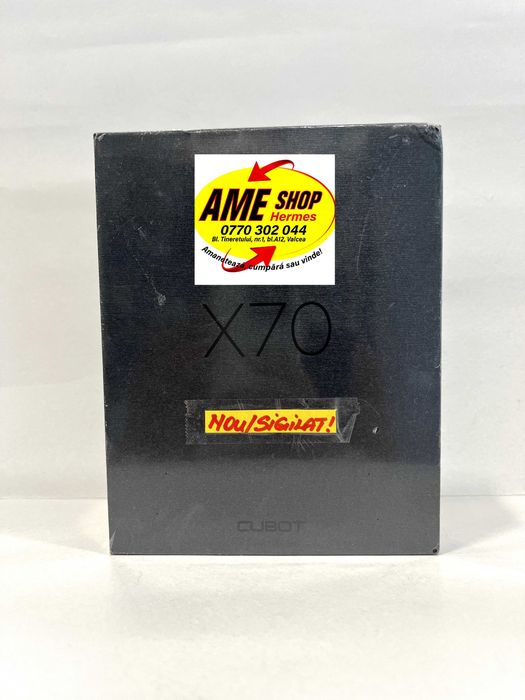 AME SHOP
Hermes
0770 302 044
Bl. Tineretului, nr.1, bl.A12, Valcea
Amanetează, cumpără sau vinde!
X70
NOU/SIGILAT!
CUBOT